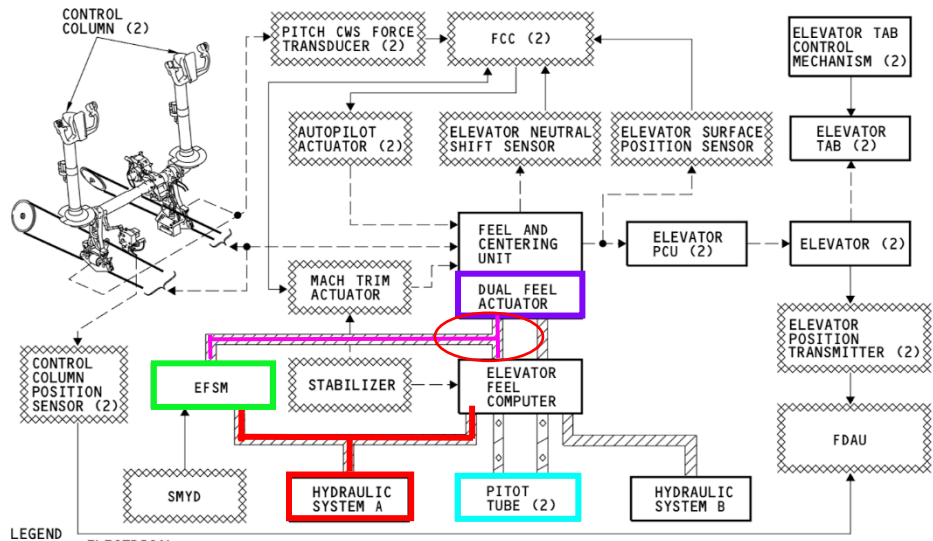 CONTROL
COLUMN (2)
PITCH CWS FORCE
TRANSDUCER (2)
FCC (2)
ELEVATOR TAB
CONTROL
MECHANISM (2)
AUTOPILOT
ACTUATOR (2)
ELEVATOR NEUTRAL
SHIFT SENSOR
ELEVATOR SURFACE
POSITION SENSOR
ELEVATOR
TAB (2)
FEEL AND
CENTERING
UNIT
ELEVATOR
PCU (2)
ELEVATOR (2)
MACH TRIM
ACTUATOR
DUAL FEEL
ACTUATOR
ELEVATOR
POSITION
TRANSMITTER (2)
CONTROL
COLUMN
POSITION
SENSOR (2)
EFSM
STABILIZER
ELEVATOR
FEEL
COMPUTER
FDAU
SMYD
HYDRAULIC
SYSTEM A
PITOT
TUBE (2)
HYDRAULIC
SYSTEM B
LEGEND